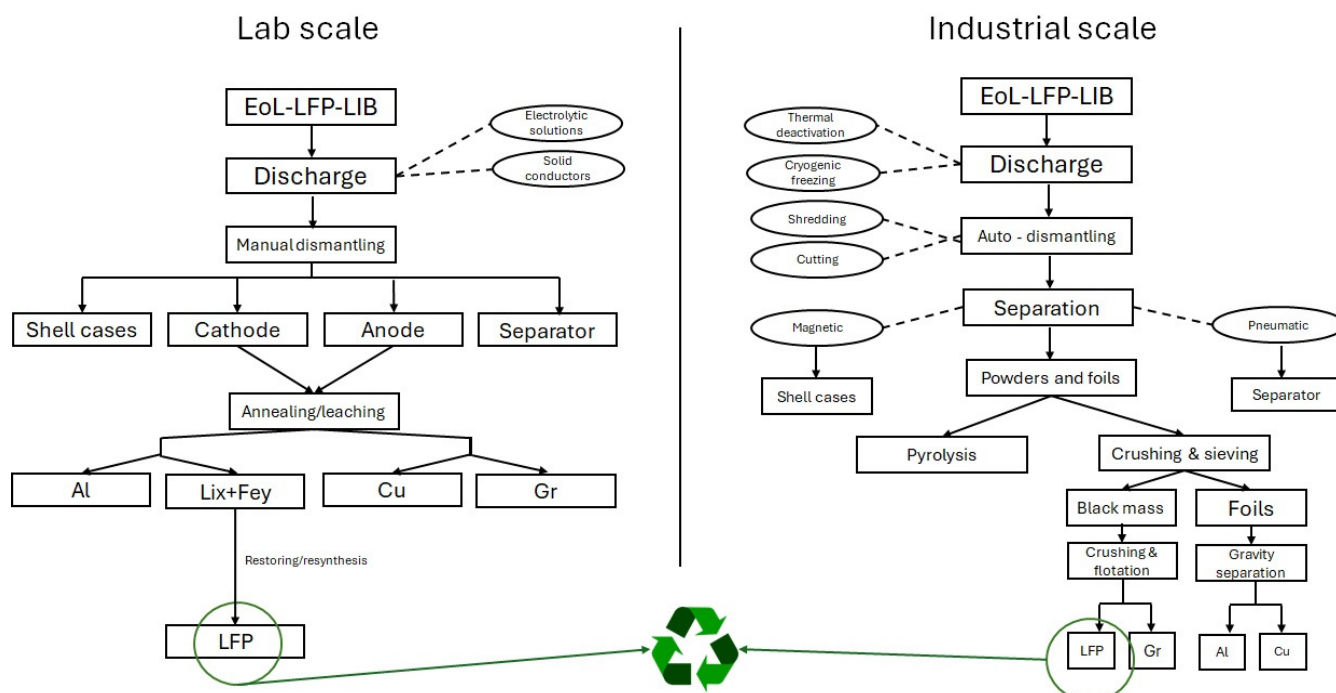 Lab scale
EoL-LFP-LIB
Electrolytic
solutions
Solid
conductors
Discharge
Manual dismantling
Shell cases
Cathode
Anode
Separator
Annealing/leaching
Al
Lix+Fey
Cu
Gr
Restoring/resynthesis
LFP
Industrial scale
EoL-LFP-LIB
Thermal
deactivation
Cryogenic
freezing
Discharge
Shredding
Cutting
Auto - dismantling
Separation
Magnetic
Pneumatic
Shell cases
Powders and foils
Separator
Pyrolysis
Crushing & sieving
Black mass
Foils
Crushing &
flotation
Gravity
separation
LFP
Gr
Al
Cu